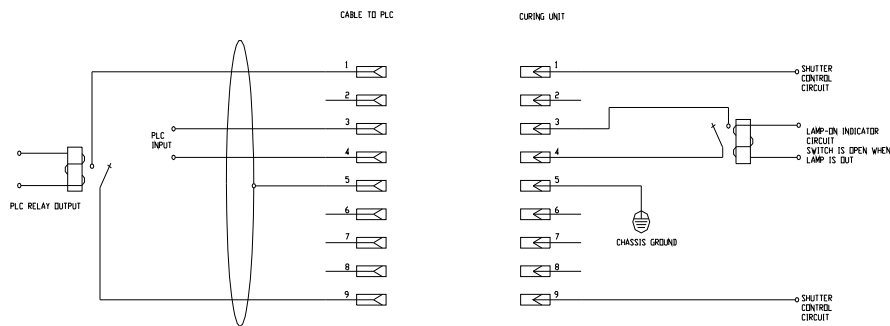 CABLE TO PLC
CURING UNIT
1
2
3
4
5
6
7
8
9
PLC
INPUT
PLC RELAY OUTPUT
1
2
3
4
5
6
7
8
9
SHUTTER
CONTROL
CIRCUIT
LAMP-ON INDICATOR
CIRCUIT
SWITCH IS OPEN WHEN
LAMP IS OUT
CHASSIS GROUND
SHUTTER
CONTROL
CIRCUIT